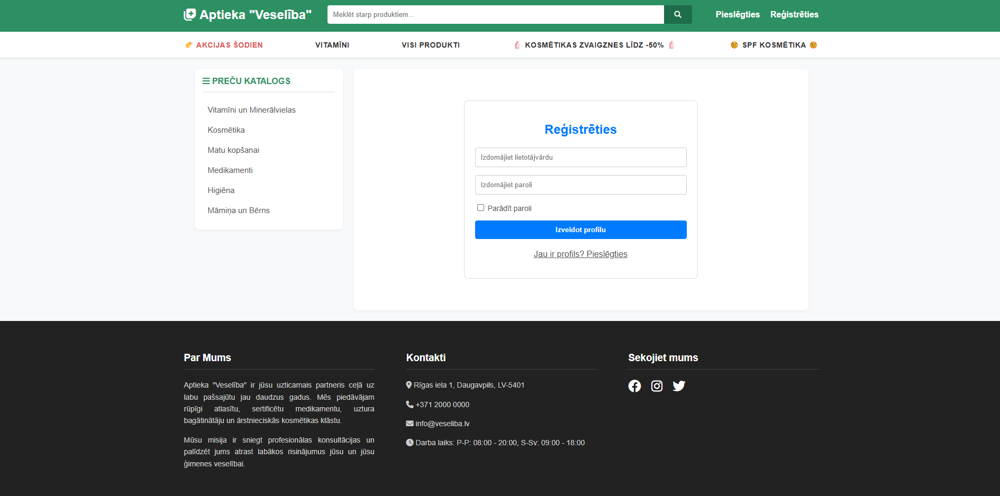 Aptieka "Veselība"
Meklēt starp produktiem...
Pieslēgties
Reģistrēties
AKCIJAS ŠODIEN
VITAMĪNI
VISI PRODUKTI
KOSMĒTIKAS ZVAIGZNES LĪDZ -50%
SPF KOSMĒTIKA
PREČU KATALOGS
Vitamīni un Minerālvielas
Kosmētika
Matu kopšanai
Medikamenti
Higiēna
Māmiņa un Bērns
Reģistrēties
Izdomājiet lietotājvārdu
Izdomājiet paroli
Parādīt paroli
Izveidot profilu
Jau ir profils? Pieslēgties
Par Mums
Aptieka "Veselība" ir jūsu uzticamais partneris ceļā uz
labu pašsajūtu jau daudzus gadus. Mēs piedāvājam
rūpīgi atlasītu, sertificētu medikamentu, uztura
bagātinātāju un ārstnieciskās kosmētikas klāstu.
Mūsu misija ir sniegt profesionālas konsultācijas un
palīdzēt jums atrast labākos risinājumus jūsu un jūsu
ģimenes veselībai.
Kontakti
Rīgas iela 1, Daugavpils, LV-5401
+371 2000 0000
info@veseliba.lv
Darba laiks: P-P: 08:00 - 20:00, S-Sv: 09:00 - 18:00
Sekojiet mums